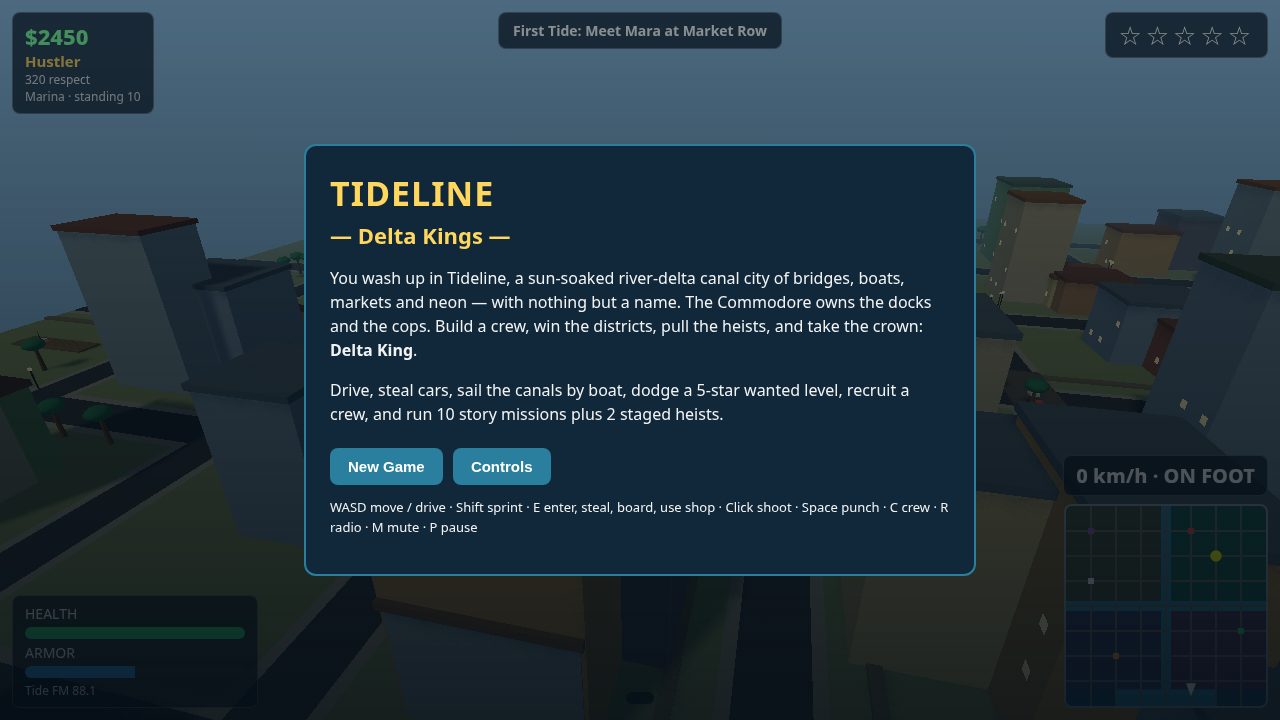 $2450
Hustler
320 respect
Marina · standing 10
First Tide: Meet Mara at Market Row
TIDELINE
— Delta Kings —
You wash up in Tideline, a sun-soaked river-delta canal city of bridges, boats,
markets and neon — with nothing but a name. The Commodore owns the docks
and the cops. Build a crew, win the districts, pull the heists, and take the crown:
Delta King.
Drive, steal cars, sail the canals by boat, dodge a 5-star wanted level, recruit a
crew, and run 10 story missions plus 2 staged heists.
New Game
Controls
WASD move / drive · Shift sprint · E enter, steal, board, use shop · Click shoot · Space punch · C crew · R
radio · M mute · P pause
0 km/h · ON FOOT
HEALTH
ARMOR
Tide FM 88.1